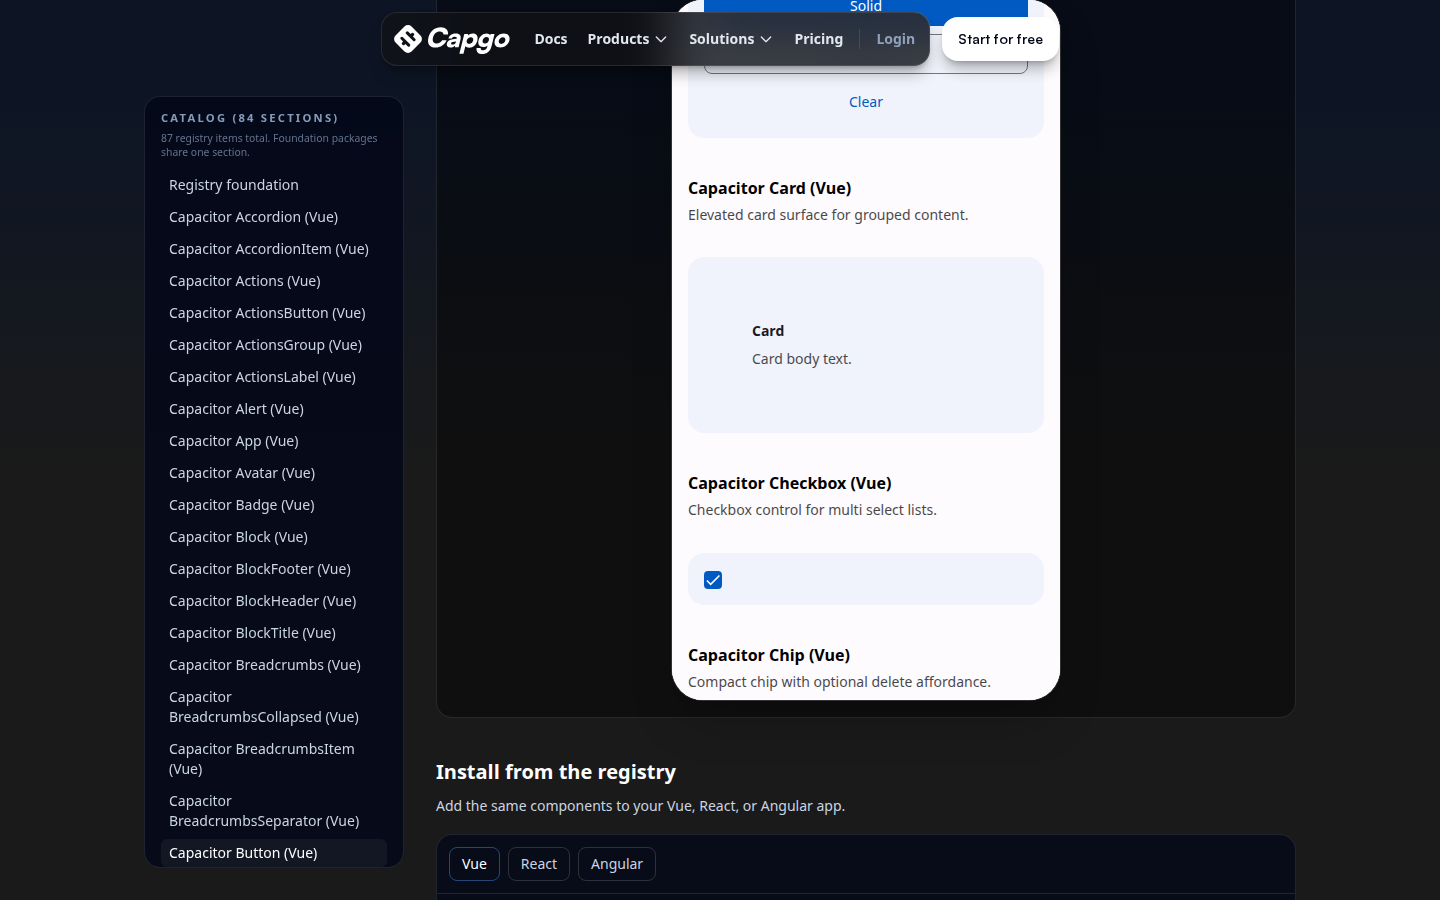 Capgo
Docs
Products
Solutions
Pricing
Login
Start for free
CATALOG (84 SECTIONS)
87 registry items total. Foundation packages
share one section.
Registry foundation
Capacitor Accordion (Vue)
Capacitor AccordionItem (Vue)
Capacitor Actions (Vue)
Capacitor ActionsButton (Vue)
Capacitor ActionsGroup (Vue)
Capacitor ActionsLabel (Vue)
Capacitor Alert (Vue)
Capacitor App (Vue)
Capacitor Avatar (Vue)
Capacitor Badge (Vue)
Capacitor Block (Vue)
Capacitor BlockFooter (Vue)
Capacitor BlockHeader (Vue)
Capacitor BlockTitle (Vue)
Capacitor Breadcrumbs (Vue)
Capacitor
BreadcrumbsCollapsed (Vue)
Capacitor BreadcrumbsItem
(Vue)
Capacitor
BreadcrumbsSeparator (Vue)
Capacitor Button (Vue)
Solid
Clear
Capacitor Card (Vue)
Elevated card surface for grouped content.
Card
Card body text.
Capacitor Checkbox (Vue)
Checkbox control for multi select lists.
Capacitor Chip (Vue)
Compact chip with optional delete affordance.
Install from the registry
Add the same components to your Vue, React, or Angular app.
Vue
React
Angular